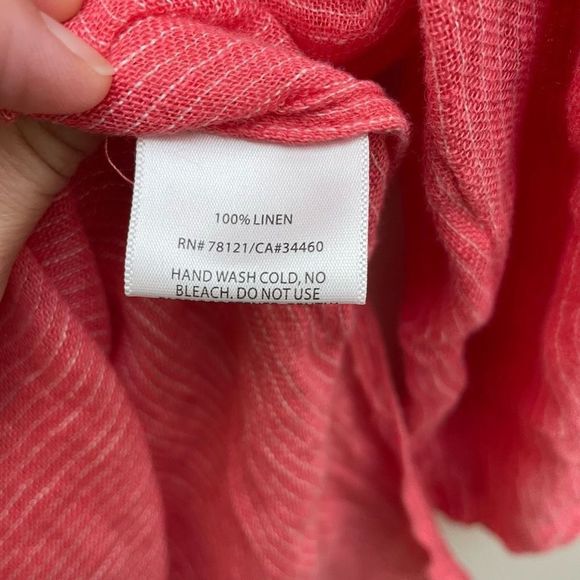 100% LINEN
RN# 78121/CA#34460
HAND WASH COLD, NO
BLEACH. DO NOT USE